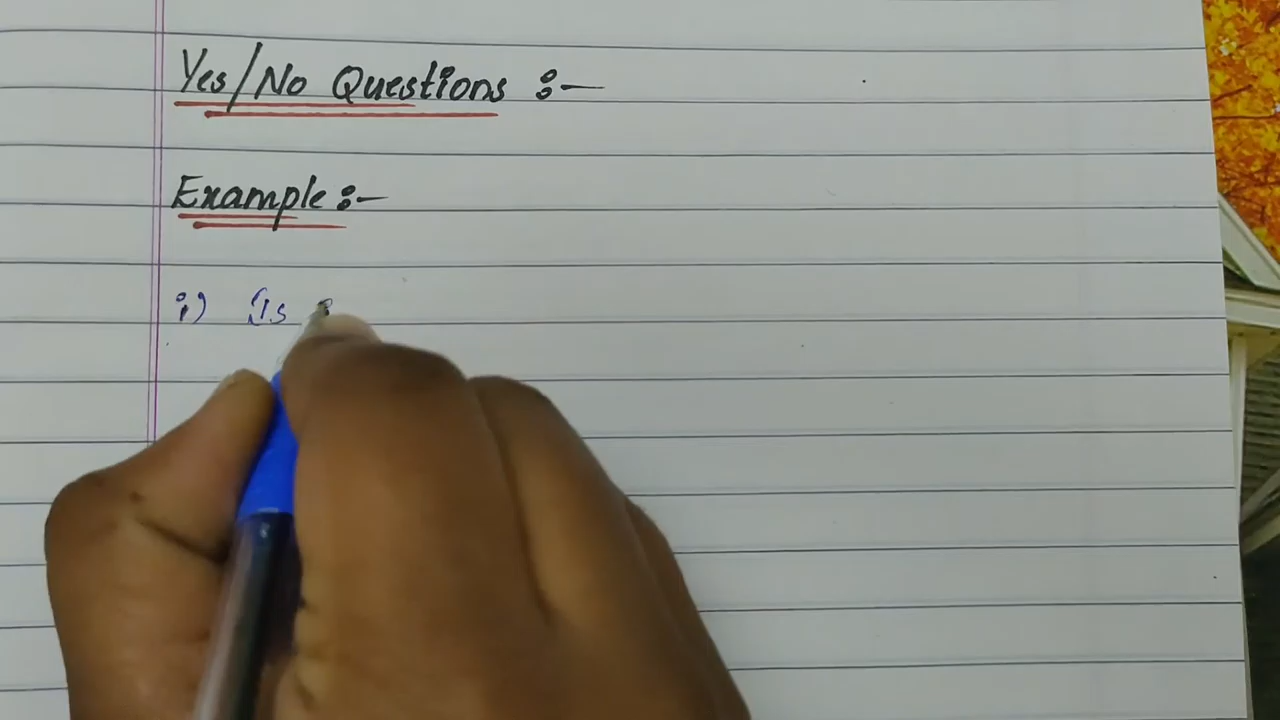 Yes/No Questions :-
Example :-
i) Is